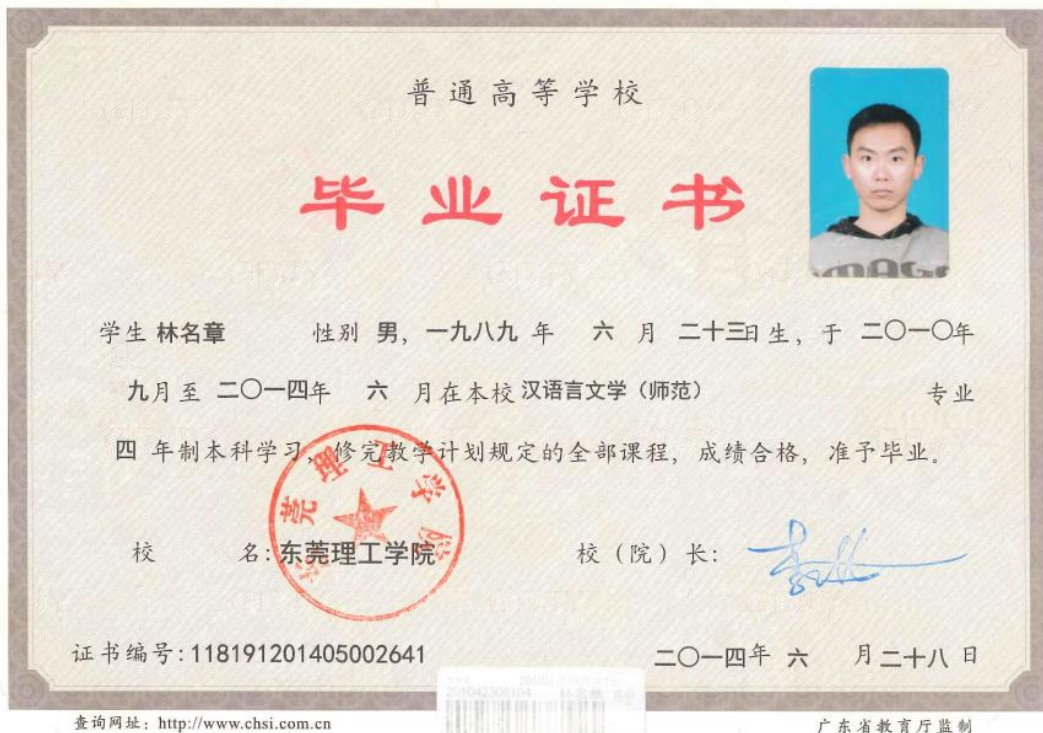 普通高等学校
毕业证书
学生 林名章 性别 男，一九八九 年 六 月 二十三日生，于 二〇一〇年
九月至 二〇一四年 六 月在本校 汉语言文学（师范） 专业
四 年制本科学习，修完教学计划规定的全部课程，成绩合格，准予毕业。
东莞理工学院
校 名：东莞理工学院 校（院）长：
证书编号：118191201405002641 二〇一四年 六 月二十八 日
查询网址：http://www.chsi.com.cn 广东省教育厅监制